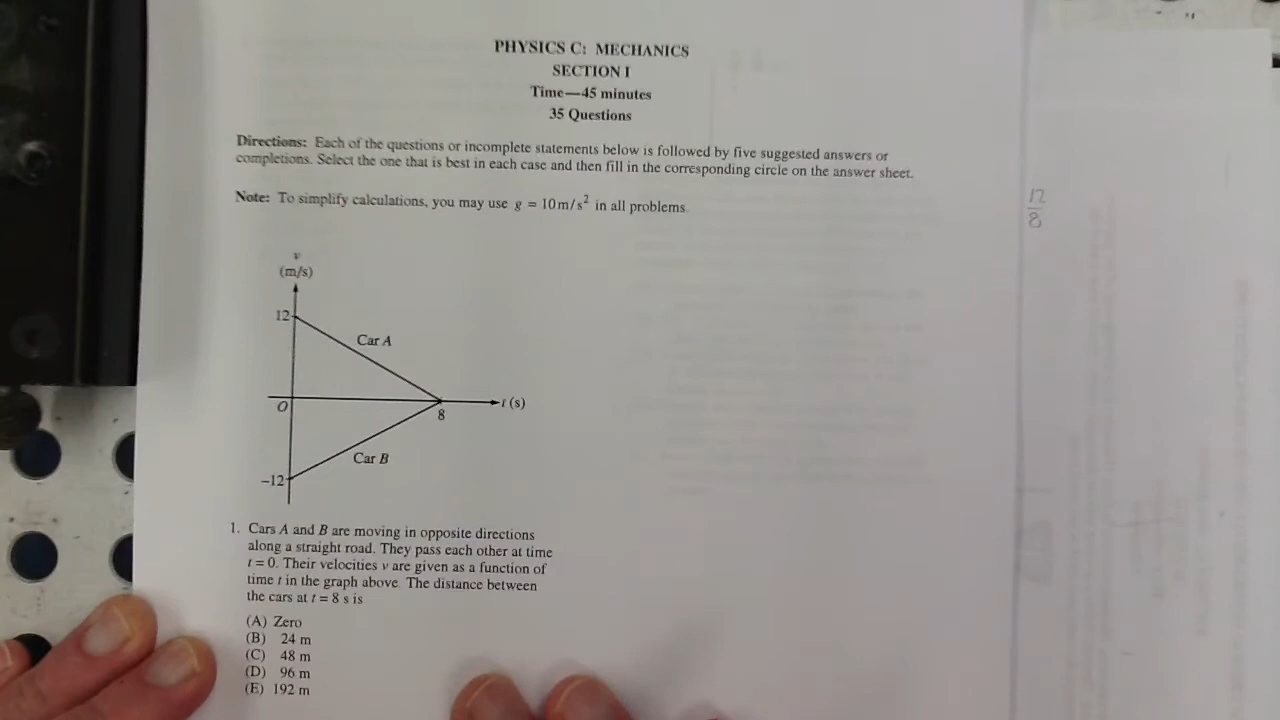 PHYSICS C: MECHANICS
SECTION I
Time—45 minutes
35 Questions
Directions: Each of the questions or incomplete statements below is followed by five suggested answers or
completions. Select the one that is best in each case and then fill in the corresponding circle on the answer sheet.
Note: To simplify calculations, you may use g = 10 m/s² in all problems.
12
8
v
(m/s)
12
Car A
O
8
t (s)
Car B
−12
1. Cars A and B are moving in opposite directions
along a straight road. They pass each other at time
t = 0. Their velocities v are given as a function of
time t in the graph above. The distance between
the cars at t = 8 s is
(A) Zero
(B) 24 m
(C) 48 m
(D) 96 m
(E) 192 m